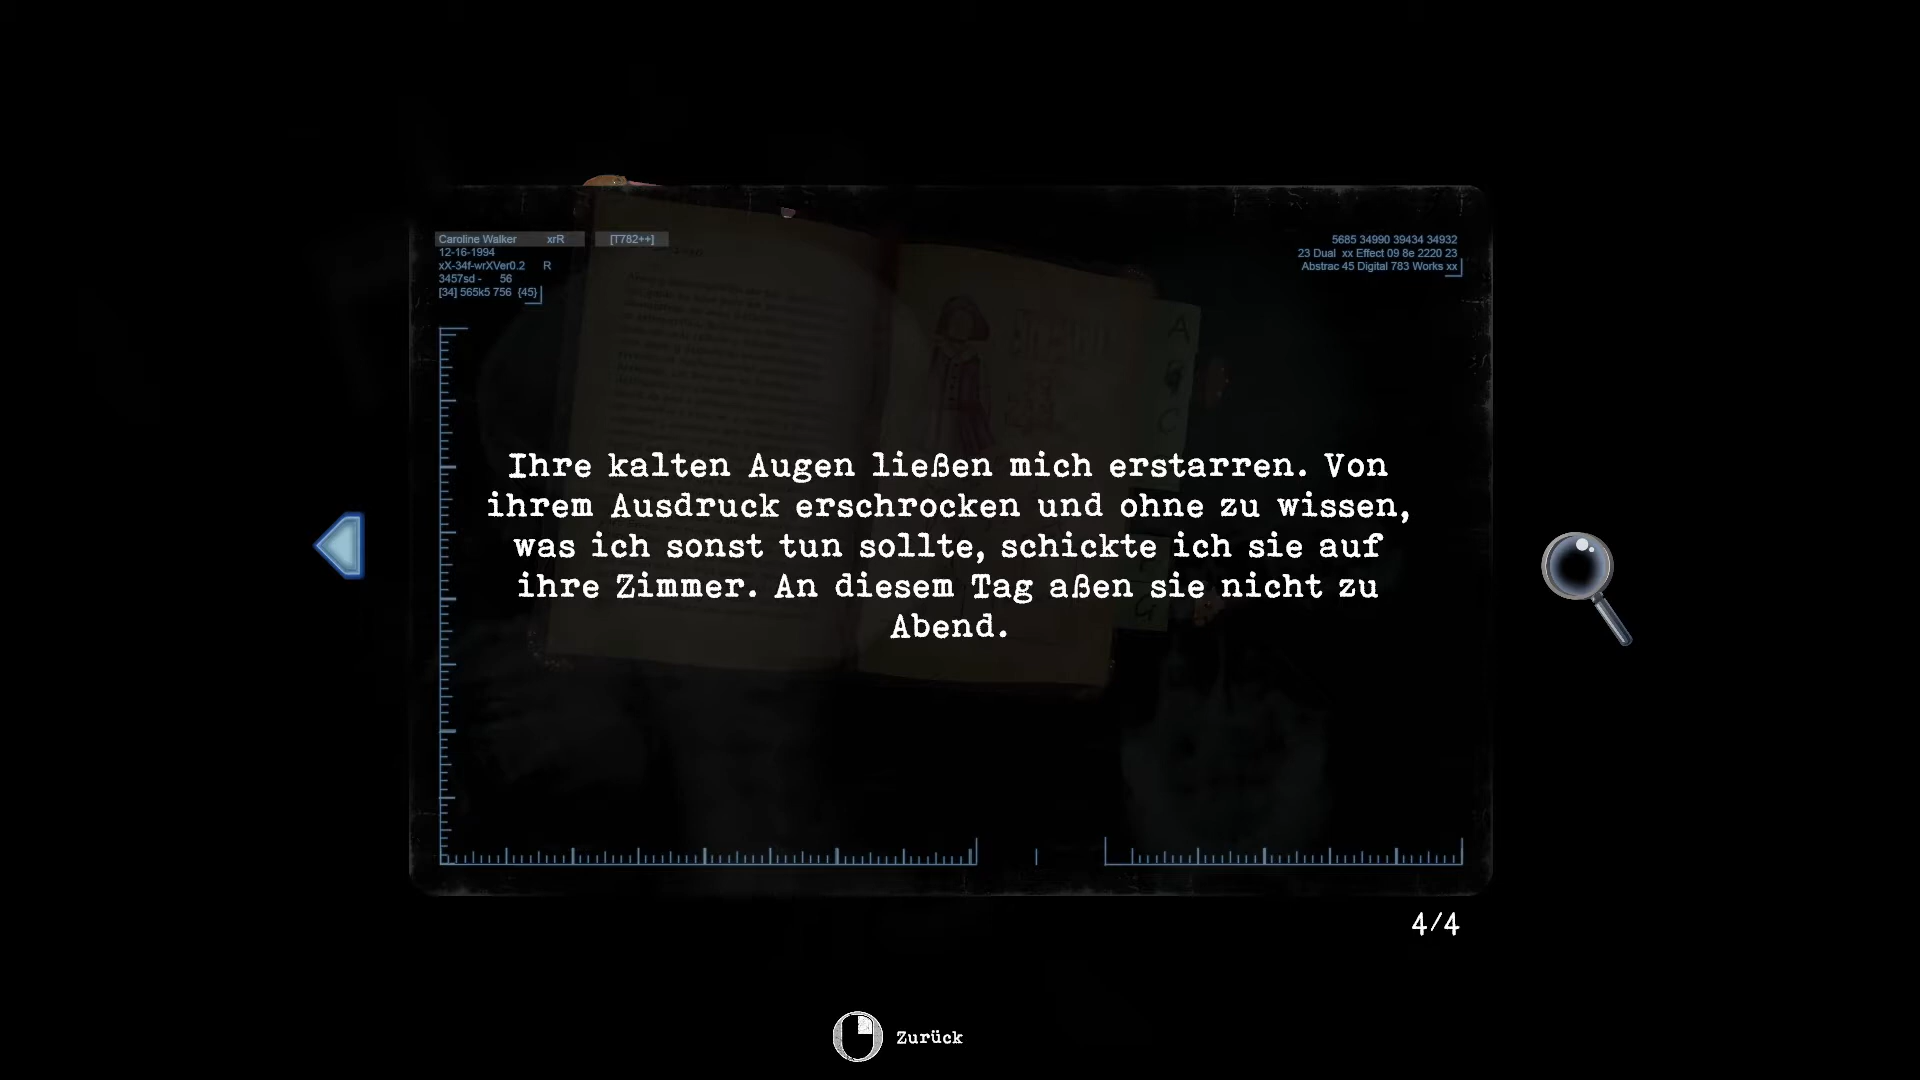 Caroline Walker xrR [T782++]
12-16-1994
xX-34f-wrXVer0.2 R
3457sd - 56
[34] 565k5 756 {45}
5685 34990 39434 34932
23 Dual xx Effect 09 8e 2220 23
Abstrac 45 Digital 783 Works xx
A
C
G
Ihre kalten Augen ließen mich erstarren. Von
ihrem Ausdruck erschrocken und ohne zu wissen,
was ich sonst tun sollte, schickte ich sie auf
ihre Zimmer. An diesem Tag aßen sie nicht zu
Abend.
4/4
Zurück